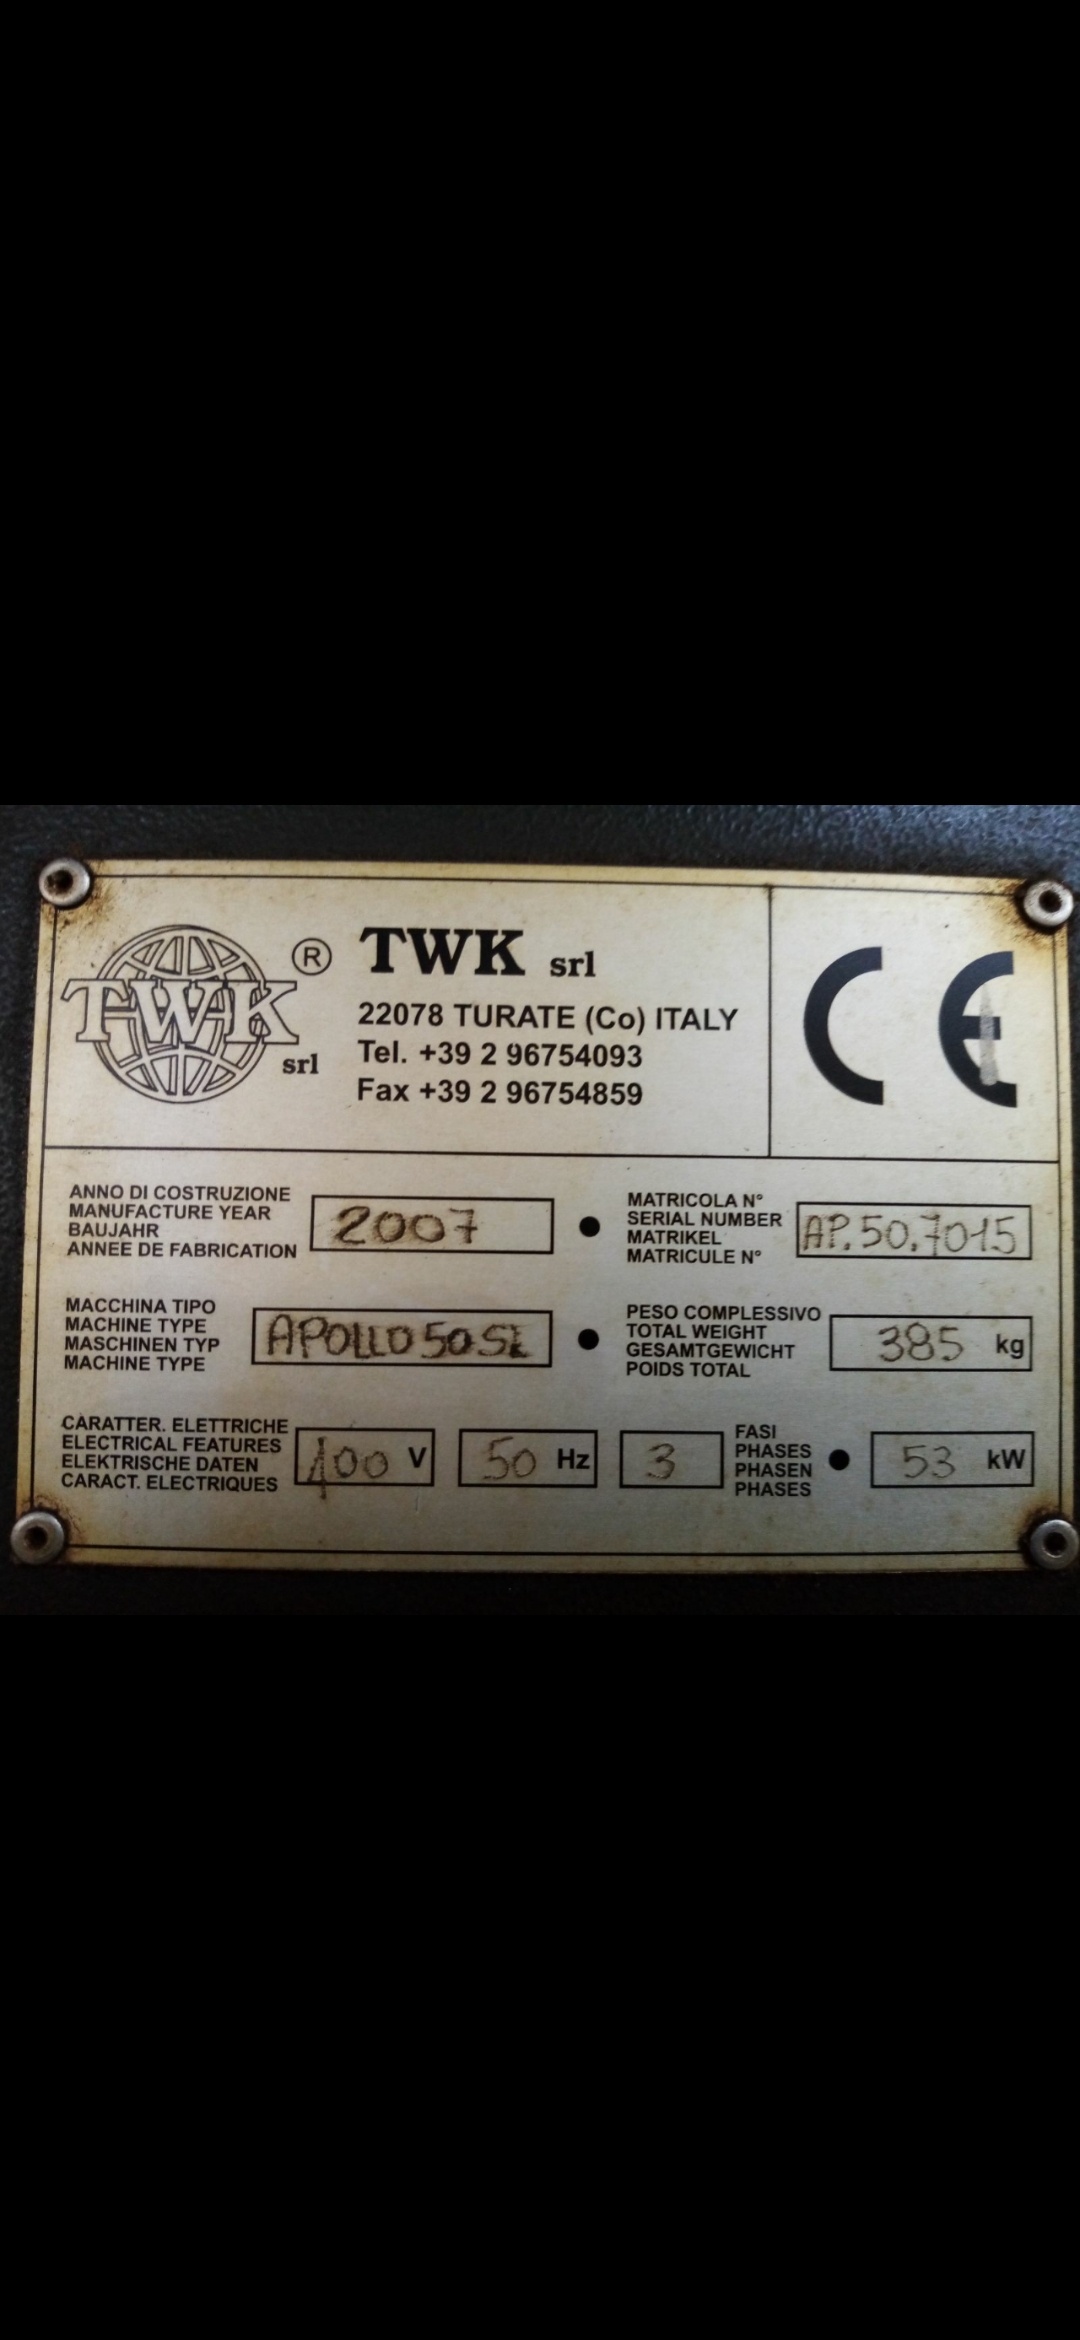 TWK srl ®
TWK srl
22078 TURATE (Co) ITALY
Tel. +39 2 96754093
Fax +39 2 96754859
CE
ANNO DI COSTRUZIONE
MANUFACTURE YEAR
BAUJAHR
ANNEE DE FABRICATION
2007
MATRICOLA N°
SERIAL NUMBER
MATRIKEL
MATRICULE N°
AP.50.7015
MACCHINA TIPO
MACHINE TYPE
MASCHINEN TYP
MACHINE TYPE
APOLLO 50
PESO COMPLESSIVO
TOTAL WEIGHT
GESAMTGEWICHT
POIDS TOTAL
385 kg
CARATTER. ELETTRICHE
ELECTRICAL FEATURES
ELEKTRISCHE DATEN
CARACT. ELECTRIQUES
400 V
50 Hz
3
FASI
PHASES
PHASEN
PHASES
53 kW